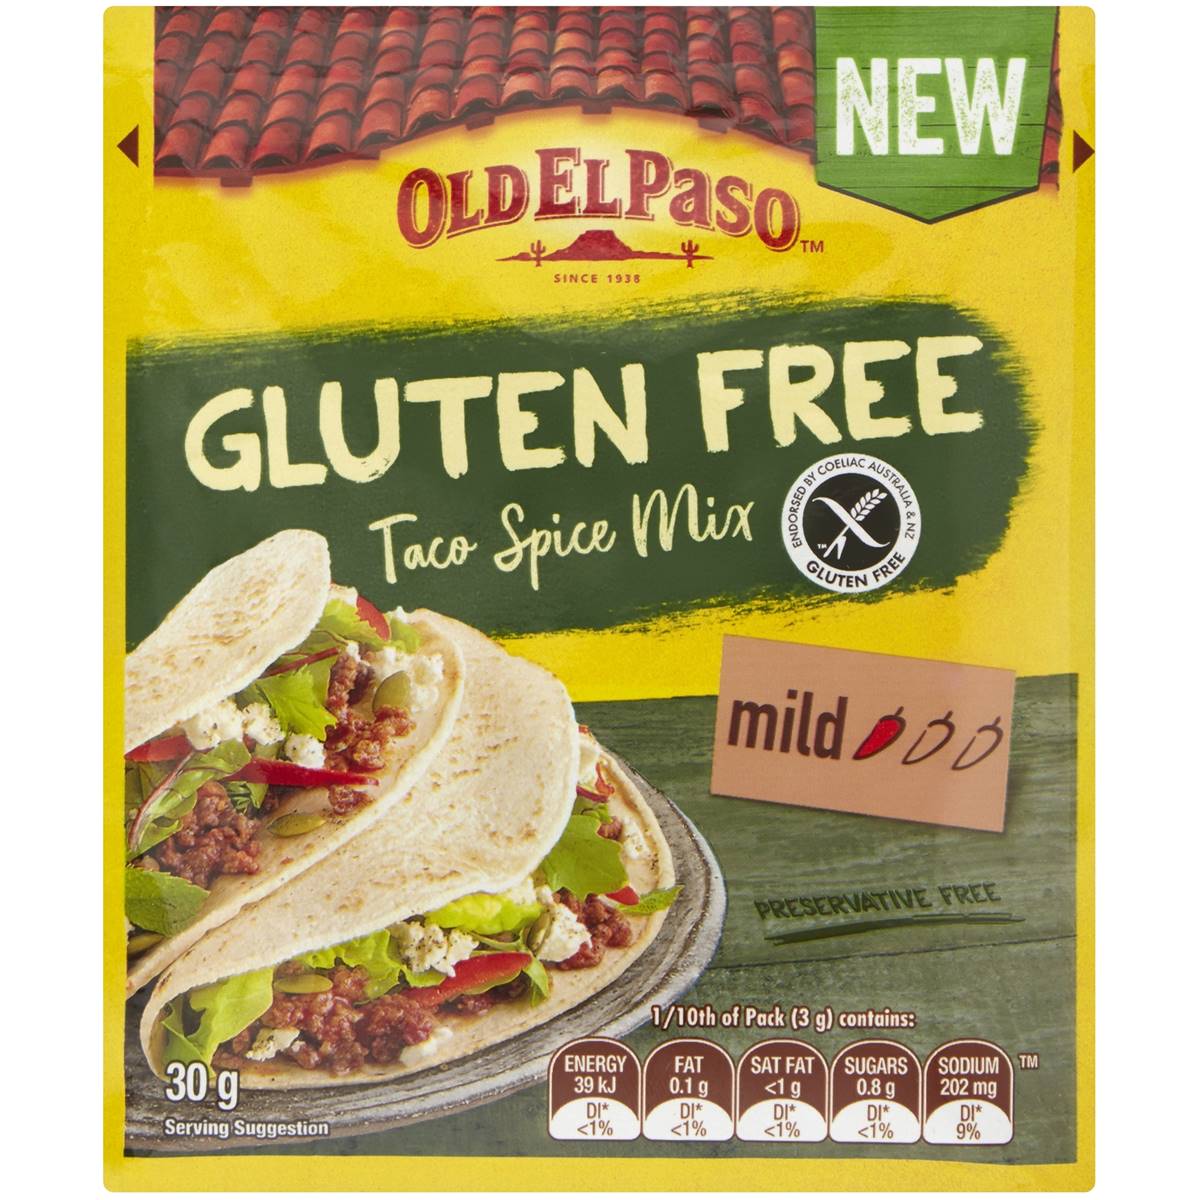 NEW
OLD EL PASO™
SINCE 1938
GLUTEN FREE
Taco Spice Mix
ENDORSED BY COELIAC AUSTRALIA & NZ
™
GLUTEN FREE
mild
PRESERVATIVE FREE
1/10th of Pack (3 g) contains:
ENERGY FAT SAT FAT SUGARS SODIUM ™
39 kJ 0.1 g <1 g 0.8 g 202 mg
DI* DI* DI* DI* DI*
<1% <1% <1% <1% 9%
30 g
Serving Suggestion